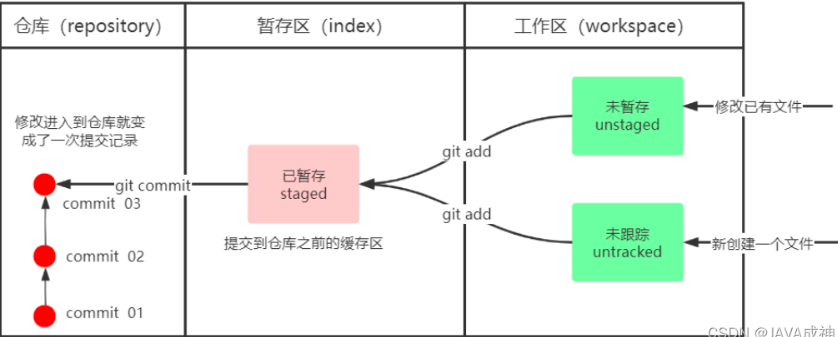 仓库（repository）
暂存区（index）
工作区（workspace）
未暂存
unstaged
修改已有文件
修改进入到仓库就变
成了一次提交记录
git add
已暂存
staged
git commit
commit 03
git add
未跟踪
untracked
新创建一个文件
提交到仓库之前的缓存区
commit 02
commit 01
CSDN @JAVA成神